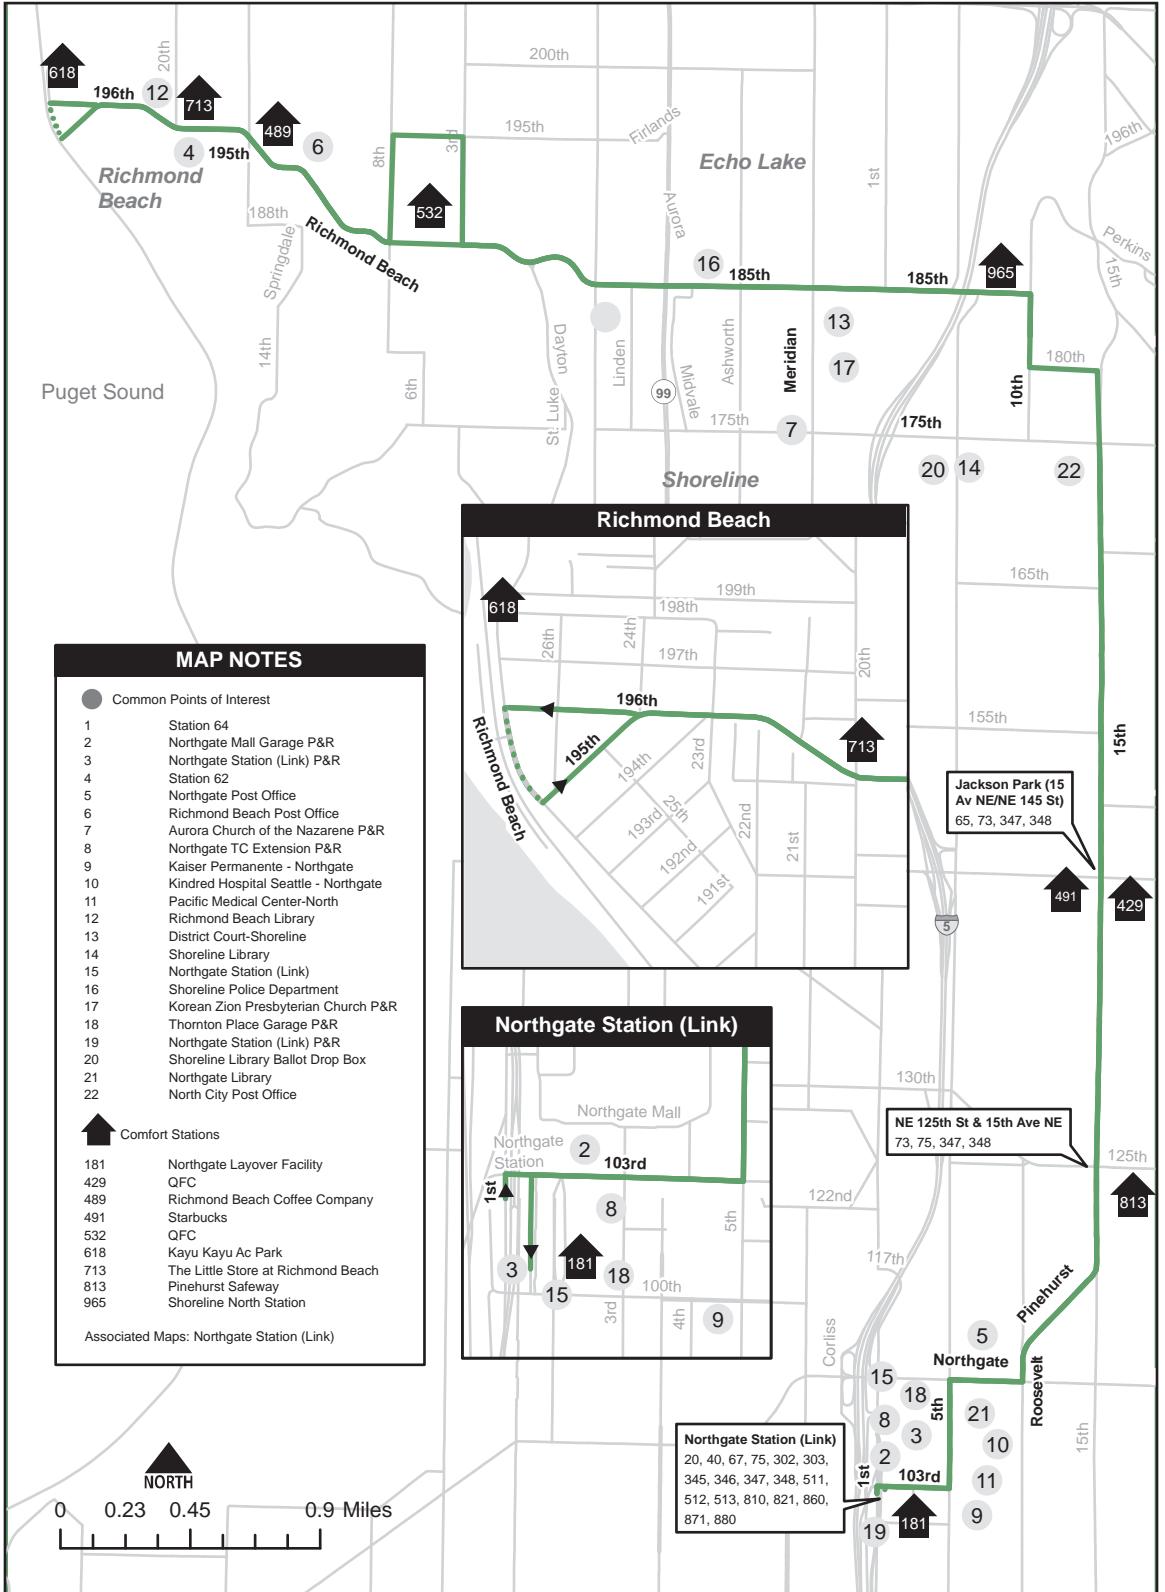 618
20th
196th
12
713
489
4
195th
6
Richmond
Beach
188th
Springdale
14th
Richmond Beach
8th
3rd
532
6th
200th
195th
Firlands
Echo Lake
Aurora
1st
196th
Perkins
15th
16
185th
185th
965
13
17
Dayton
St. Luke
Linden
99
Midvale
Ashworth
Meridian
175th
7
175th
180th
10th
Puget Sound
Shoreline
20
14
22
165th
155th
15th
Richmond Beach
618
199th
198th
26th
24th
197th
20th
196th
Richmond Beach
195th
194th
193rd
25th
192nd
191st
23rd
22nd
21st
713
Jackson Park (15
Av NE/NE 145 St)
65, 73, 347, 348
491
429
5
MAP NOTES
Common Points of Interest
1 Station 64
2 Northgate Mall Garage P&R
3 Northgate Station (Link) P&R
4 Station 62
5 Northgate Post Office
6 Richmond Beach Post Office
7 Aurora Church of the Nazarene P&R
8 Northgate TC Extension P&R
9 Kaiser Permanente - Northgate
10 Kindred Hospital Seattle - Northgate
11 Pacific Medical Center-North
12 Richmond Beach Library
13 District Court-Shoreline
14 Shoreline Library
15 Northgate Station (Link)
16 Shoreline Police Department
17 Korean Zion Presbyterian Church P&R
18 Thornton Place Garage P&R
19 Northgate Station (Link) P&R
20 Shoreline Library Ballot Drop Box
21 Northgate Library
22 North City Post Office
Comfort Stations
181 Northgate Layover Facility
429 QFC
489 Richmond Beach Coffee Company
491 Starbucks
532 QFC
618 Kayu Kayu Ac Park
713 The Little Store at Richmond Beach
813 Pinehurst Safeway
965 Shoreline North Station
Associated Maps: Northgate Station (Link)
Northgate Station (Link)
Northgate Mall
Northgate
Station
2
103rd
1st
8
5th
3
181
18
15
100th
3rd
4th
9
130th
NE 125th St & 15th Ave NE
73, 75, 347, 348
125th
122nd
813
117th
Pinehurst
Corliss
5
Northgate
Roosevelt
15
18
5th
8
3
21
2
10
1st
103rd
11
9
19
181
15th
Northgate Station (Link)
20, 40, 67, 75, 302, 303,
345, 346, 347, 348, 511,
512, 513, 810, 821, 860,
871, 880
NORTH
0 0.23 0.45 0.9 Miles